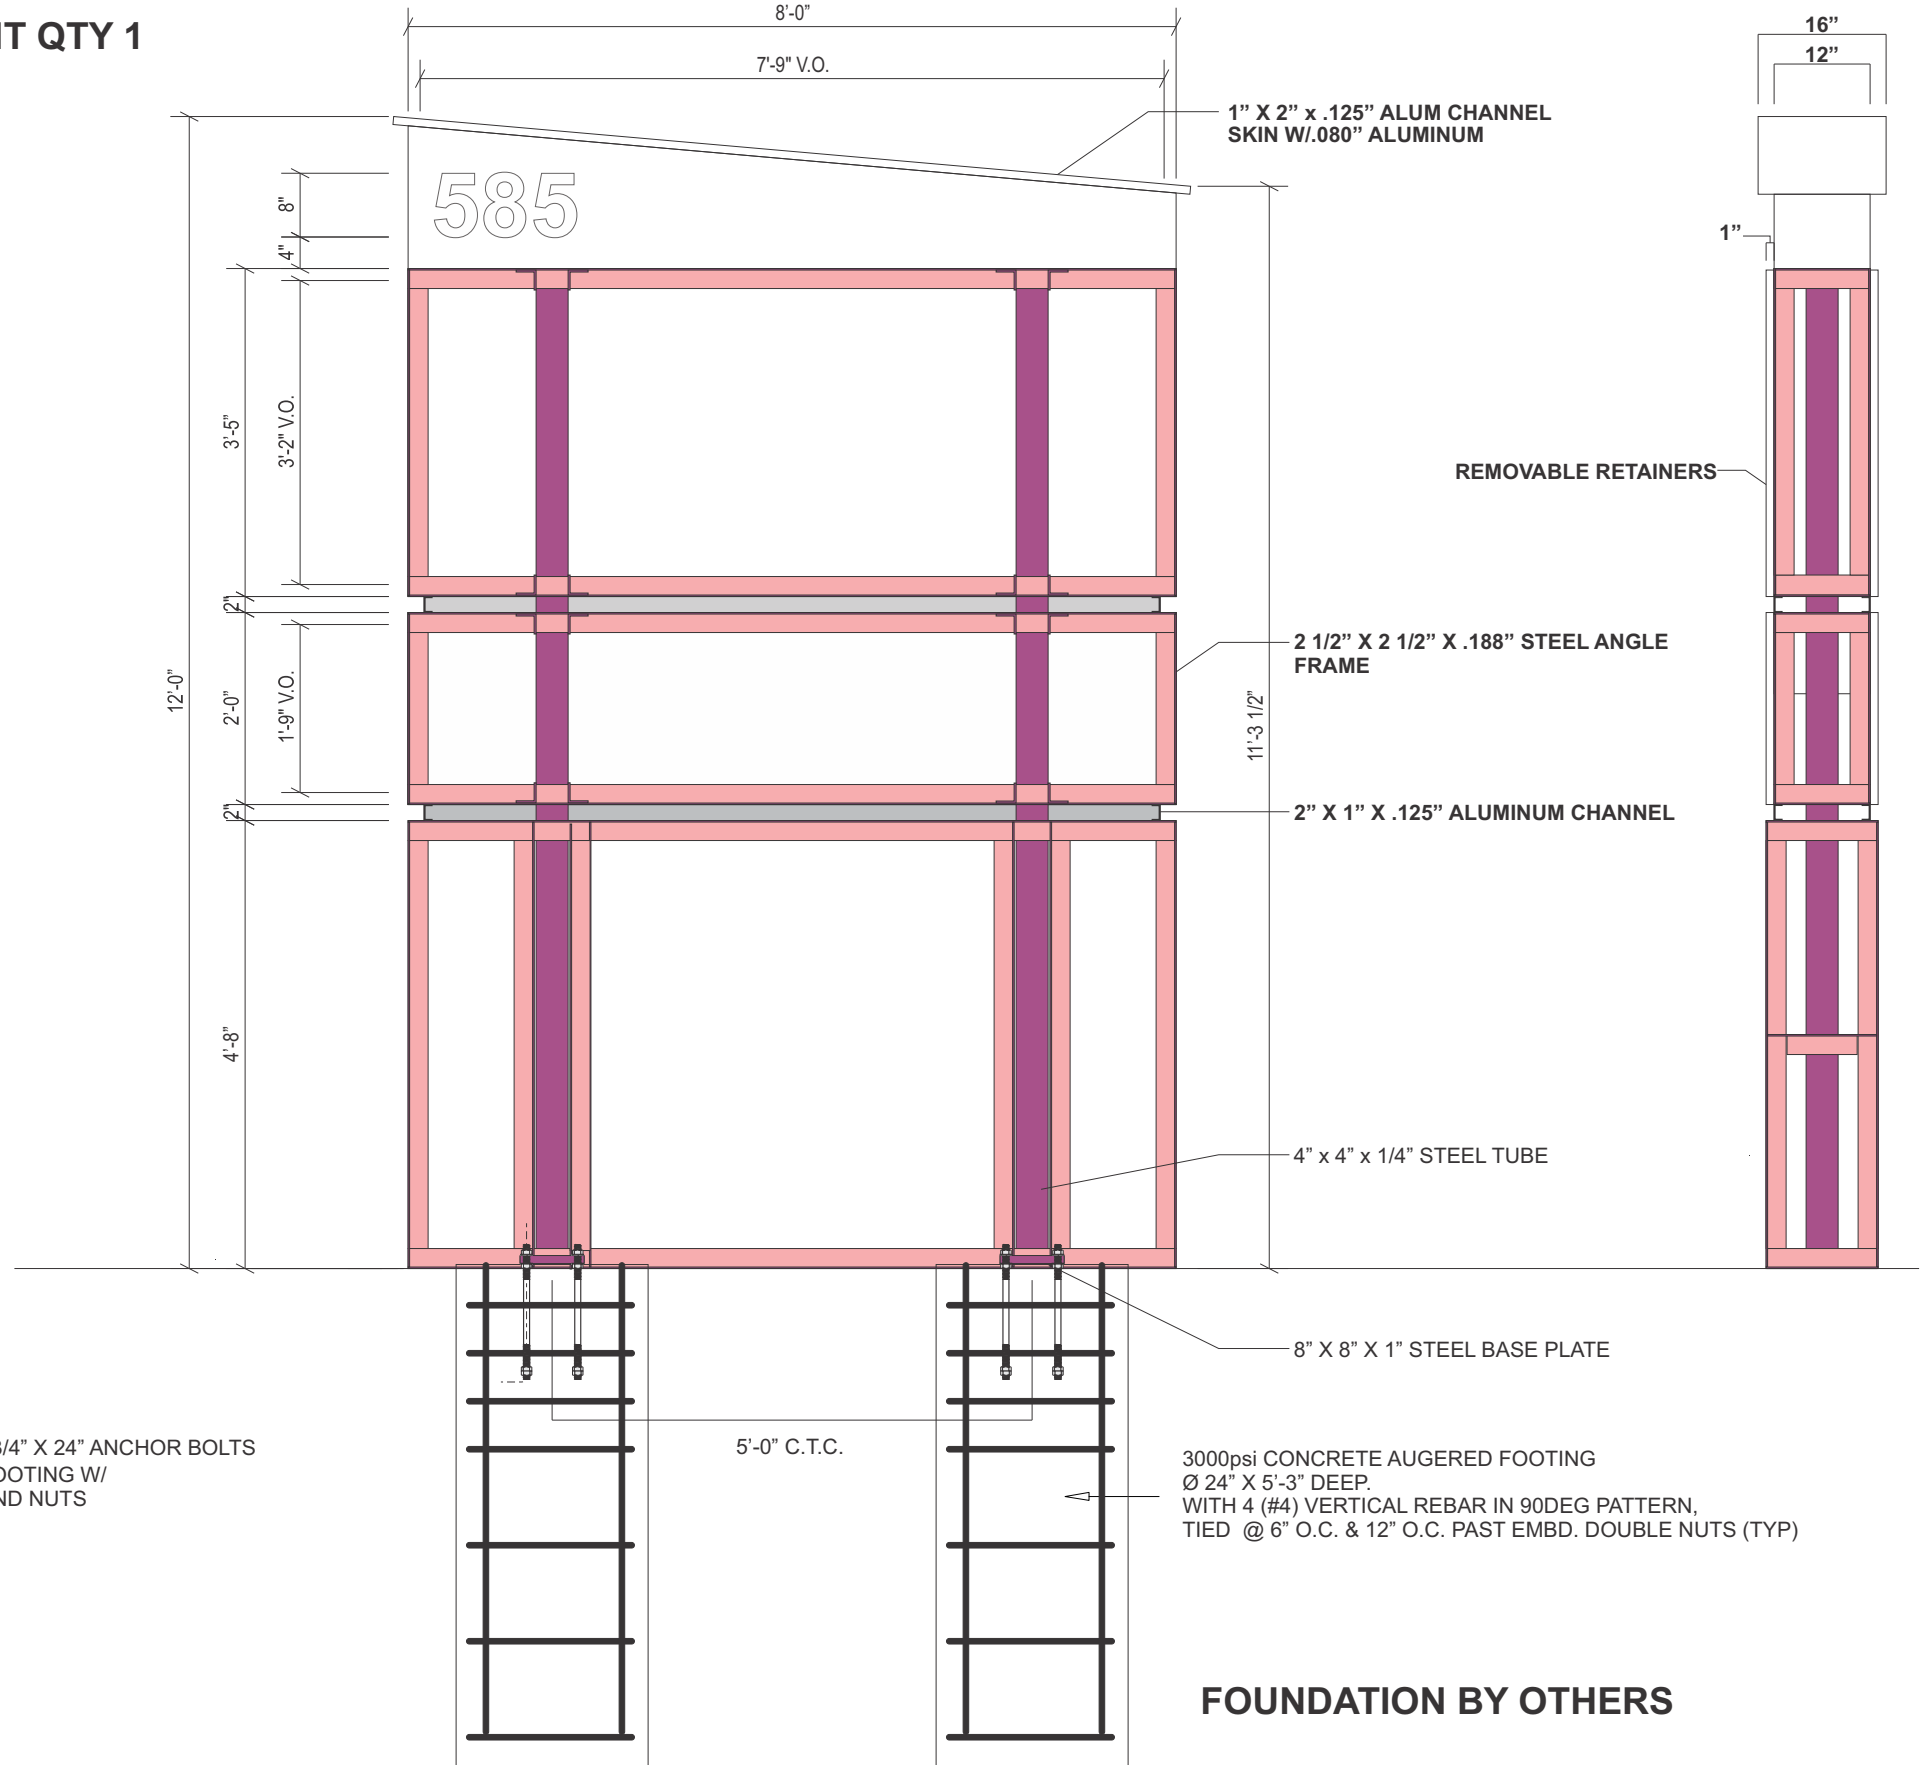 IT QTY 1
8'-0”
7'-9" V.O.
16”
12”
1” X 2” x .125” ALUM CHANNEL
SKIN W/.080” ALUMINUM
585
8"
4"
1”
3'-5”
3'-2" V.O.
REMOVABLE RETAINERS
2"
12'-0”
2'-0”
1'-9" V.O.
2 1/2” X 2 1/2” X .188” STEEL ANGLE
FRAME
11'-3 1/2”
2"
2” X 1” X .125” ALUMINUM CHANNEL
4'-8”
4” x 4” x 1/4” STEEL TUBE
8” X 8” X 1” STEEL BASE PLATE
5'-0” C.T.C.
3/4” X 24” ANCHOR BOLTS
OOTING W/
ND NUTS
3000psi CONCRETE AUGERED FOOTING
Ø 24” X 5'-3” DEEP.
WITH 4 (#4) VERTICAL REBAR IN 90DEG PATTERN,
TIED @ 6” O.C. & 12” O.C. PAST EMBD. DOUBLE NUTS (TYP)
FOUNDATION BY OTHERS